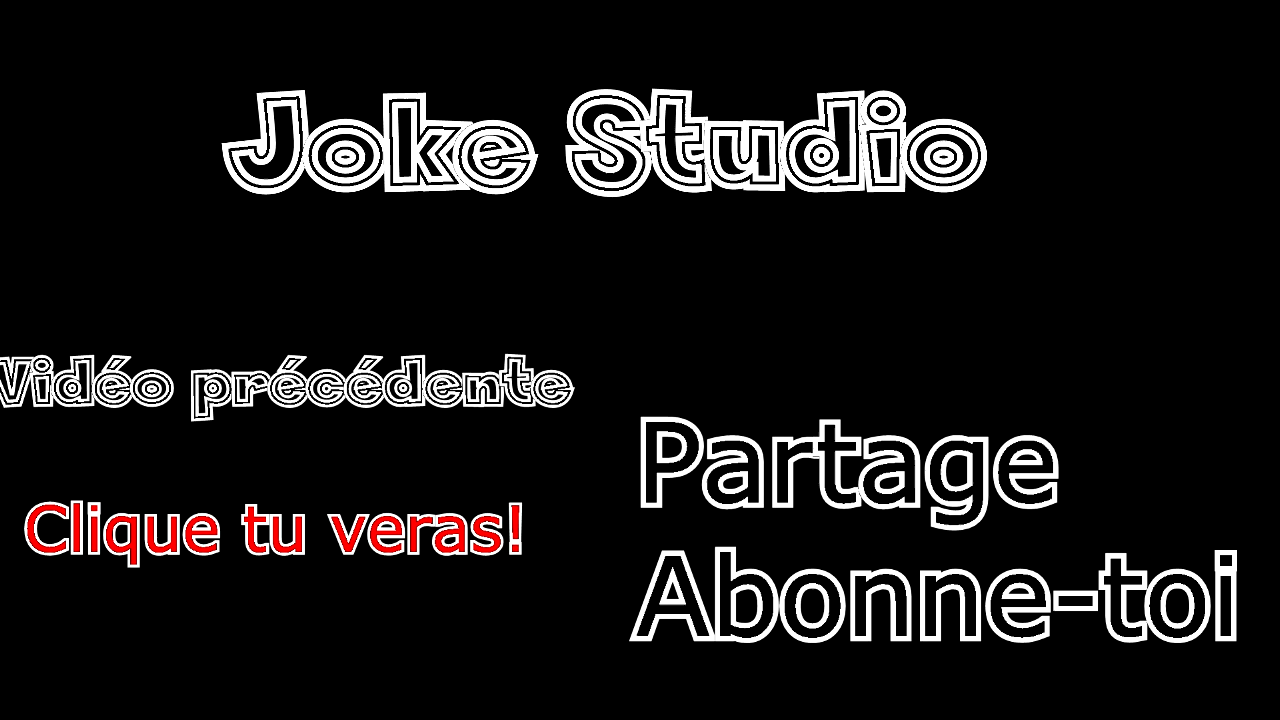 Joke Studio
Vidéo précédente
Clique tu veras!
Partage
Abonne-toi